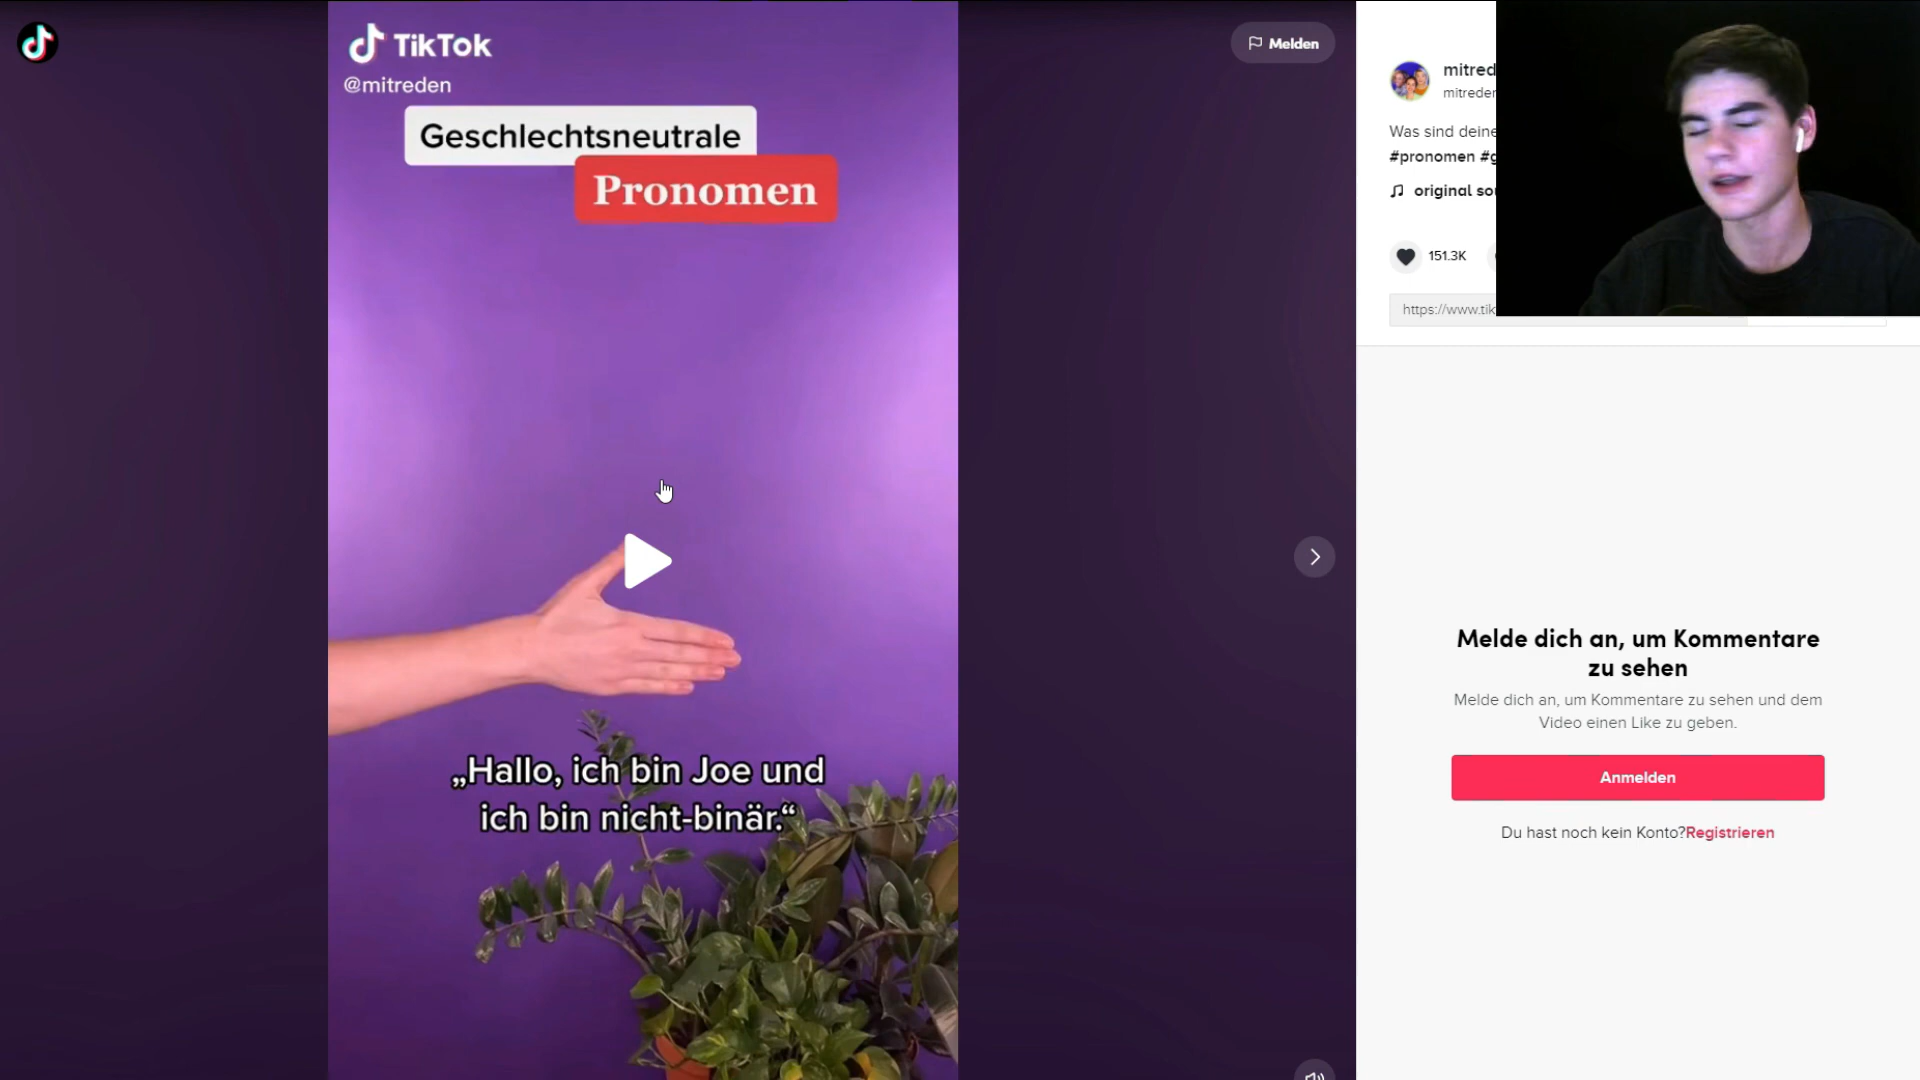 TikTok
@mitreden
Geschlechtsneutrale
Pronomen
„Hallo, ich bin Joe und
ich bin nicht-binär.“
Melden
mitred
mitreden
Was sind deine
#pronomen #g
original sou
151.3K
https://www.tik
Melde dich an, um Kommentare
zu sehen
Melde dich an, um Kommentare zu sehen und dem
Video einen Like zu geben.
Anmelden
Du hast noch kein Konto?Registrieren